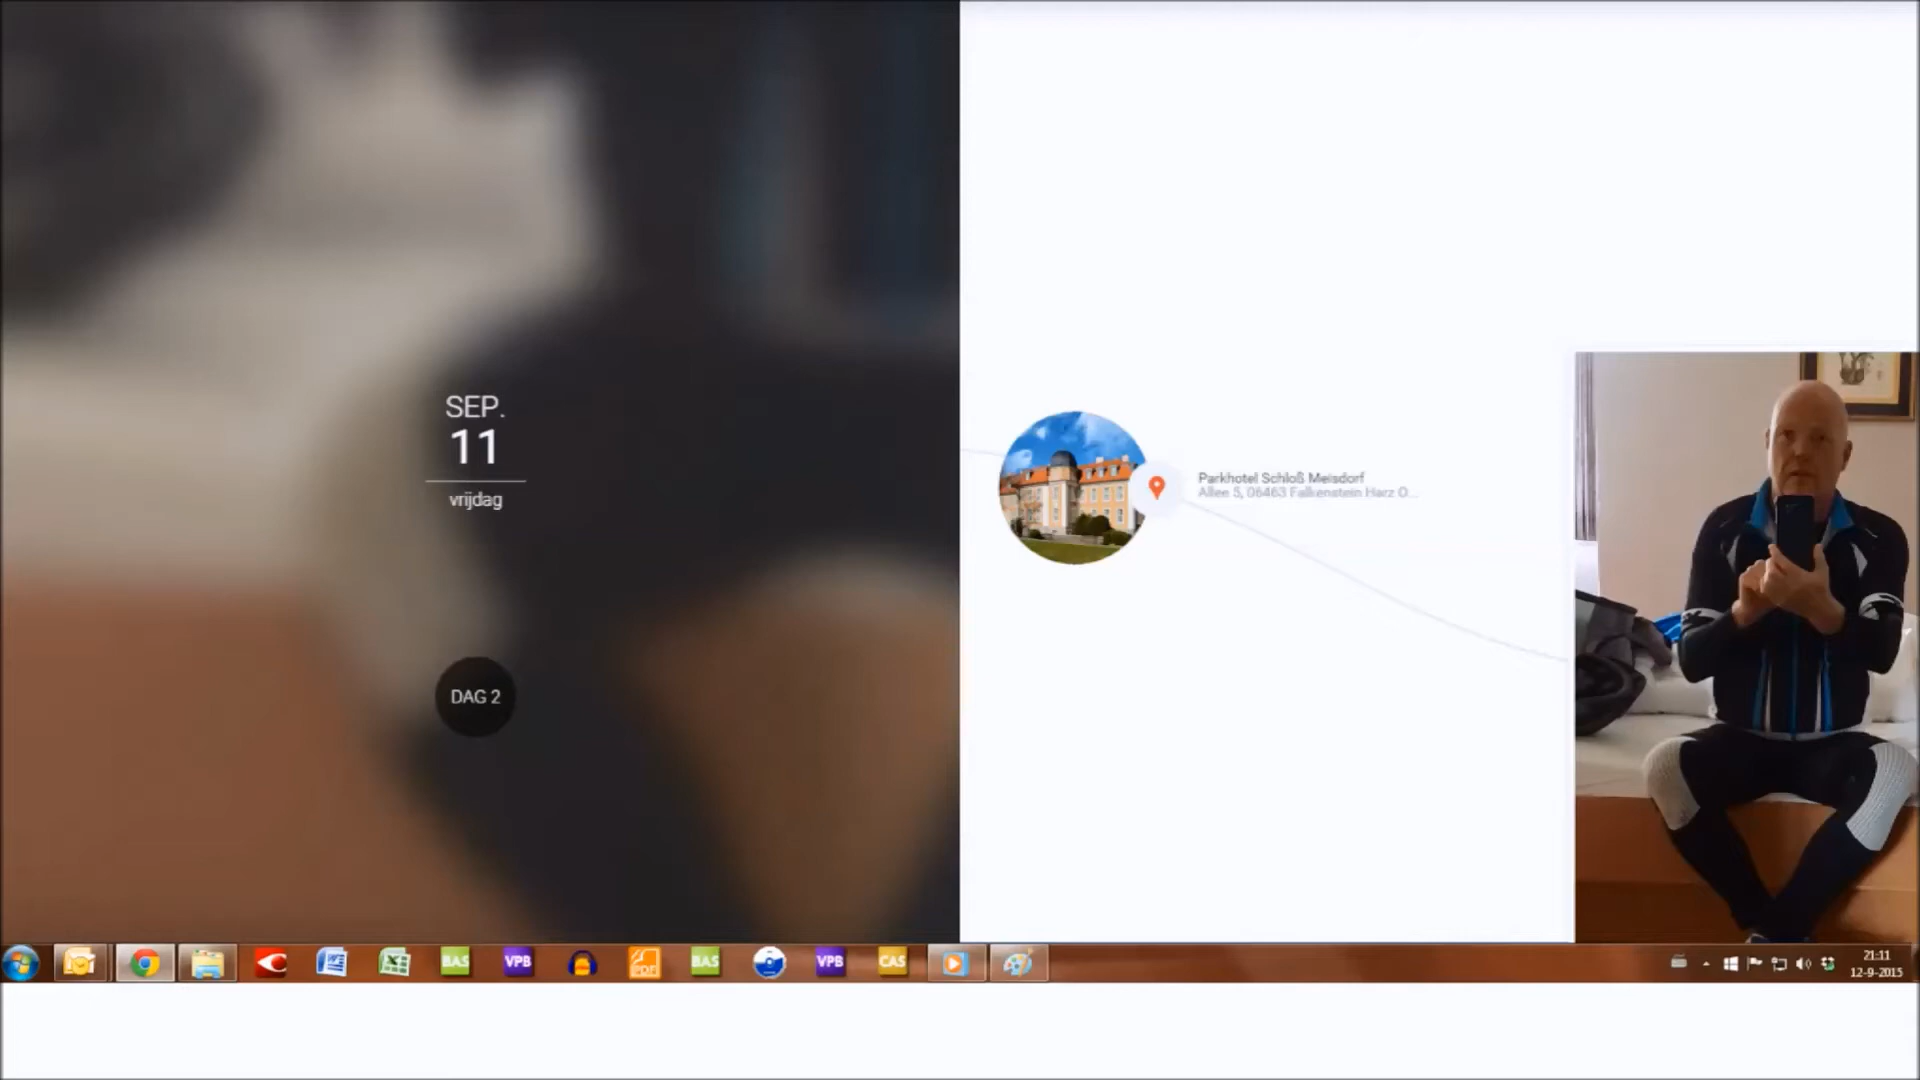 SEP.
11
vrijdag
DAG 2
Parkhotel Schloß Meisdorf
Allee 5, 06463 Falkenstein Harz O...
BAS
VPB
PDF
BAS
VPB
CAS
21:11
12-9-2015